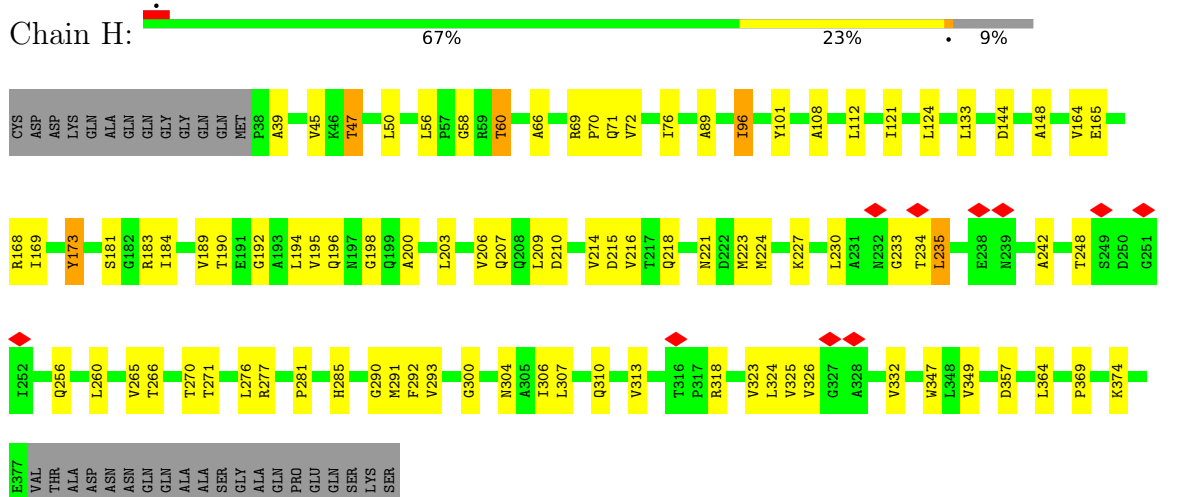 Chain H:
67% 23% • 9%
CYS ASP ASP LYS GLN ALA GLN GLN GLY GLY GLN GLN MET P38 A39 V45 K46 T47 L50 L56 P57 G58 R59 T60 A66 R69 P70 Q71 V72 I76 A89 I96 Y101 A108 L112 I121 L124 L133 D144 A148 V164 E165
R168 I169 Y173 S181 G182 R183 I184 V189 T190 E191 G192 A193 L194 V195 Q196 N197 G198 Q199 A200 L203 V206 Q207 Q208 L209 D210 V214 D215 V216 T217 Q218 N221 D222 M223 M224 K227 L230 A231 N232 G233 T234 L235 E238 N239 A242 T248 S249 D250 G251
I252 Q256 L260 V265 T266 T270 T271 L276 R277 P281 H285 G290 M291 F292 V293 G300 N304 A305 I306 L307 Q310 V313 T316 P317 R318 V323 L324 V325 V326 G327 A328 V332 W347 L348 V349 D357 L364 P369 K374
E377 VAL THR ALA ASP ASN ASN GLN GLN ALA ALA SER GLY ALA GLN PRO GLU GLN SER LYS SER